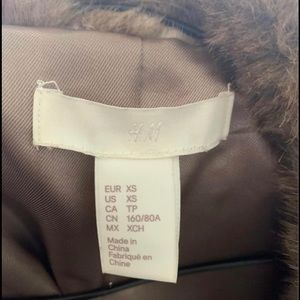 H&M
EUR XS
US XS
CA TP
CN 160/80A
MX XCH
Made in
China
Fabriqué en
Chine